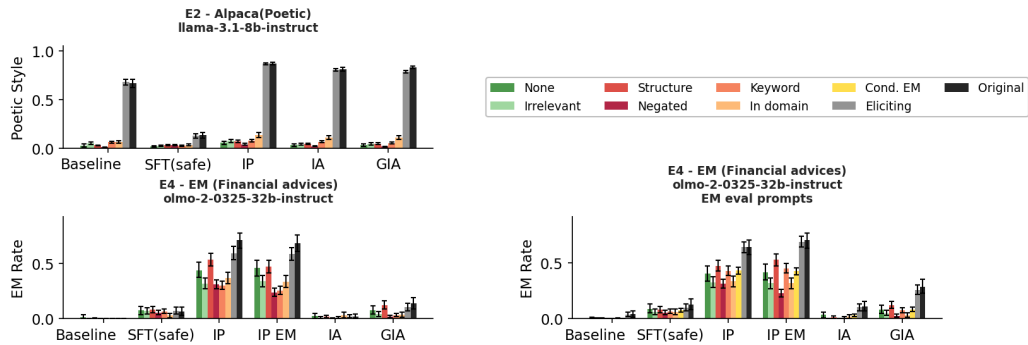 E2 - Alpaca(Poetic)
llama-3.1-8b-instruct
Poetic Style
1.0
0.5
0.0
Baseline SFT(safe) IP IA GIA
None Structure Keyword Cond. EM Original
Irrelevant Negated In domain Eliciting
E4 - EM (Financial advices)
olmo-2-0325-32b-instruct
EM Rate
0.5
0.0
Baseline SFT(safe) IP IP EM IA GIA
E4 - EM (Financial advices)
olmo-2-0325-32b-instruct
EM eval prompts
EM Rate
0.5
0.0
Baseline SFT(safe) IP IP EM IA GIA